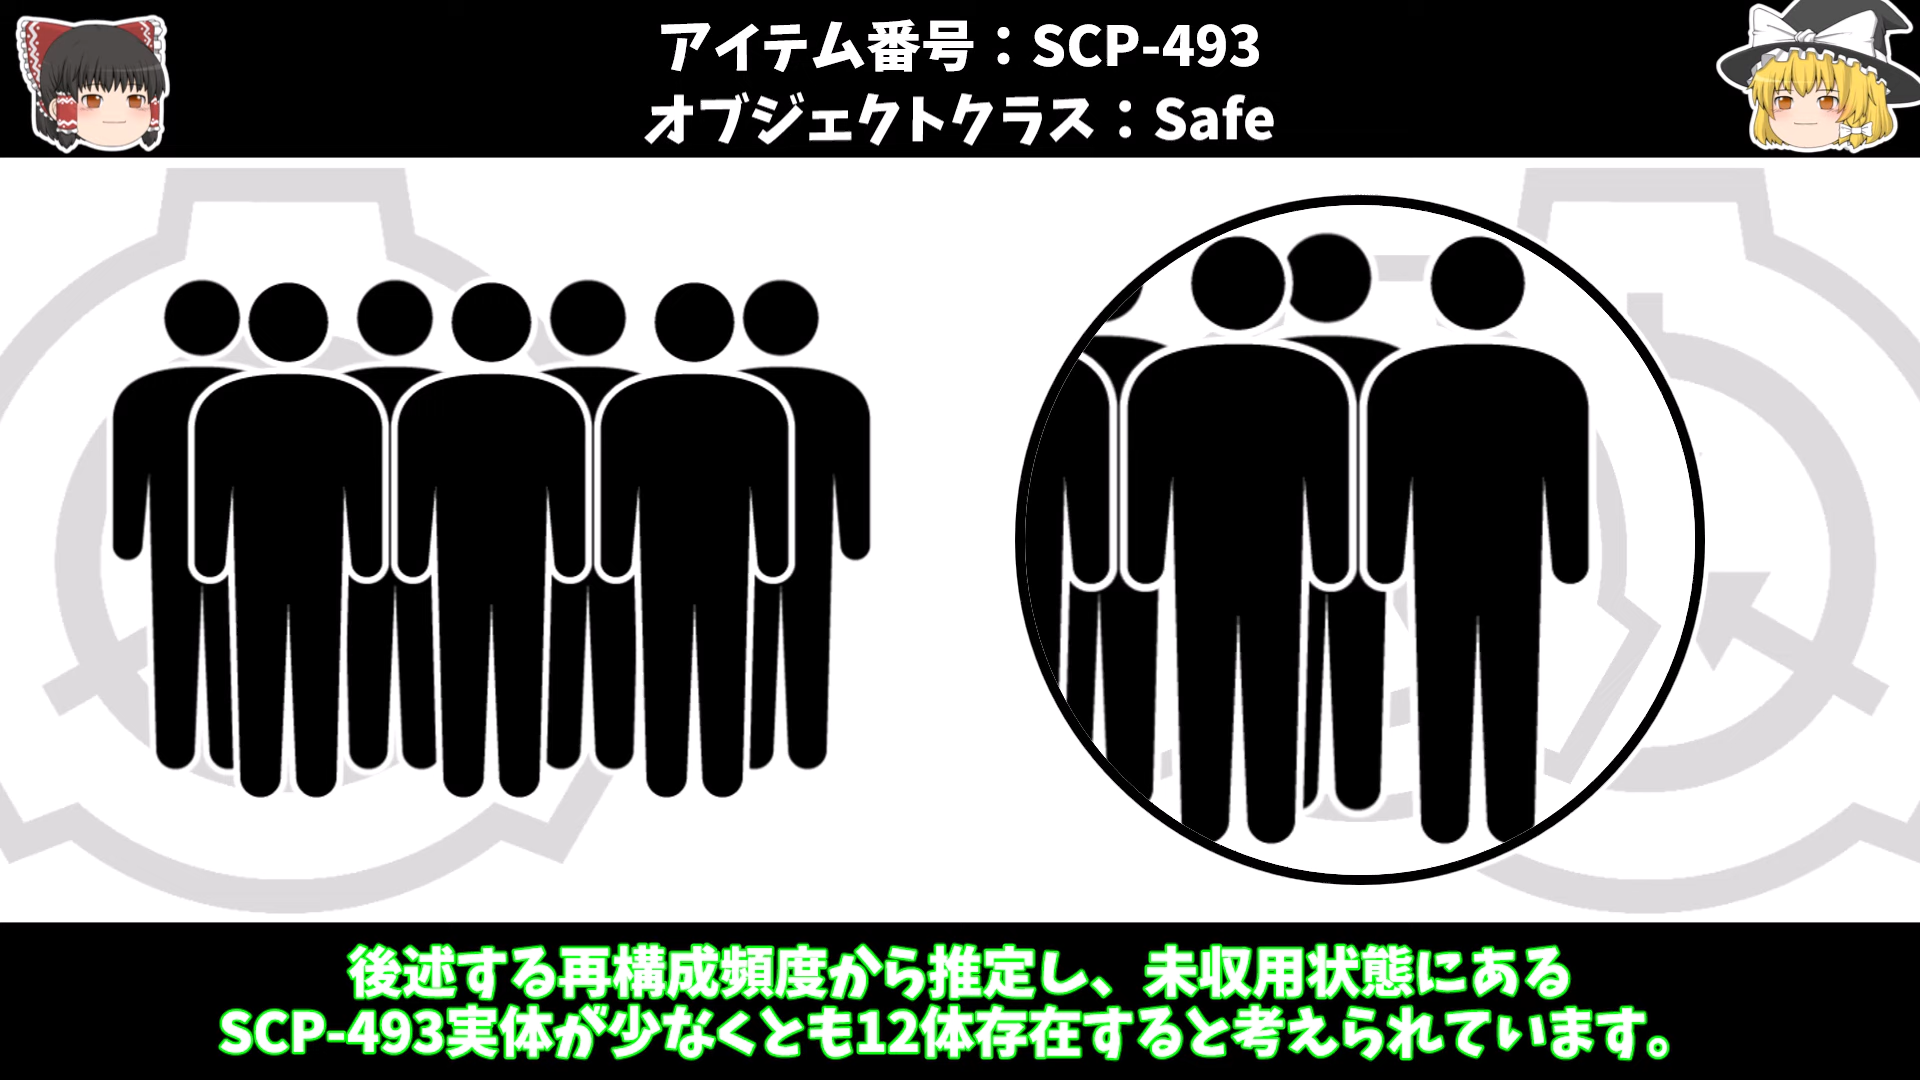 アイテム番号：SCP-493
オブジェクトクラス：Safe
後述する再構成頻度から推定し、未収用状態にある
SCP-493実体が少なくとも12体存在すると考えられています。